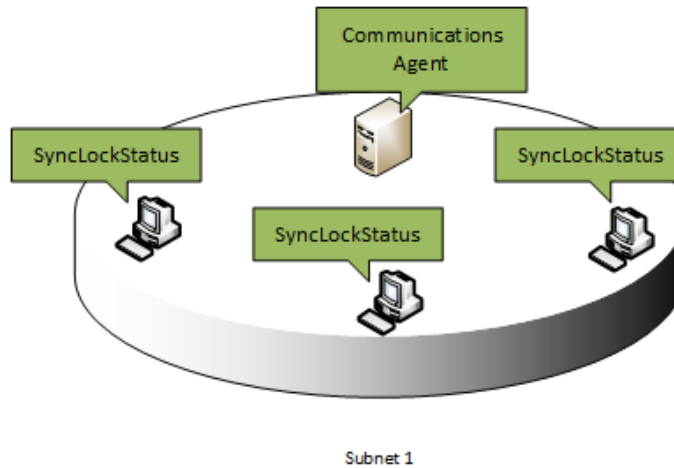 Communications
Agent
SyncLockStatus
SyncLockStatus
SyncLockStatus
Subnet 1